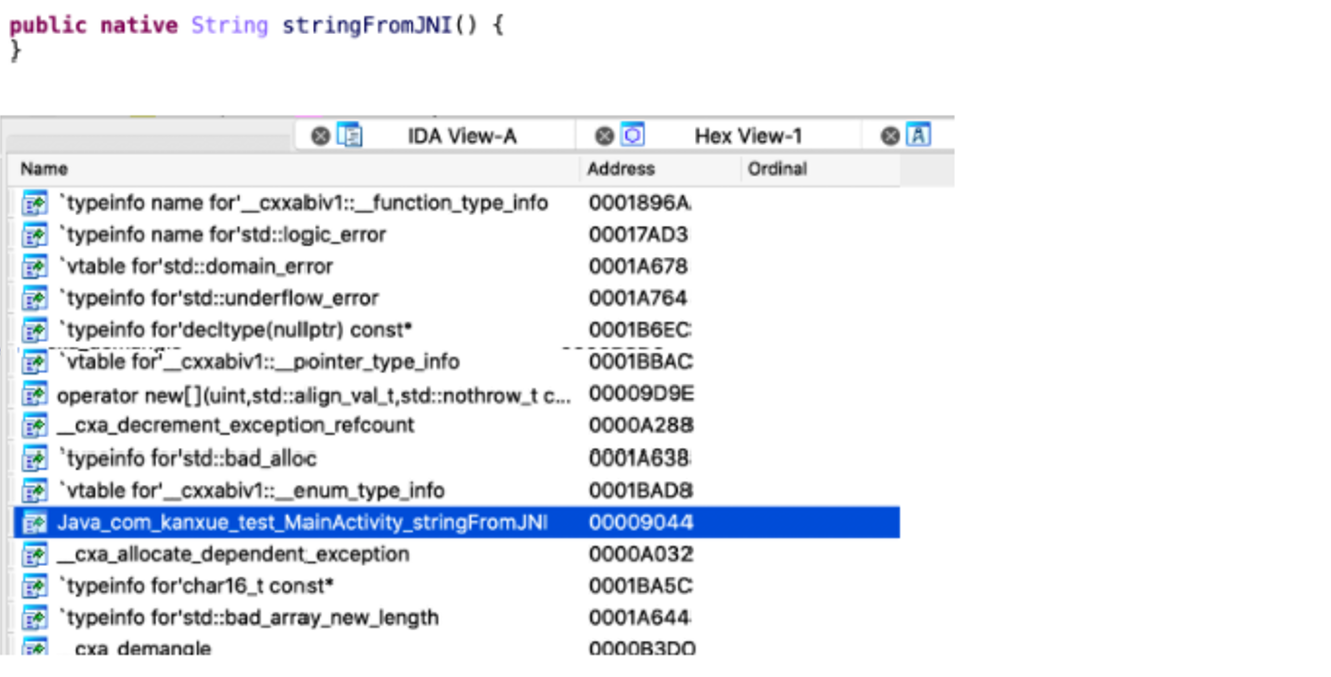 public native String stringFromJNI() {
}
IDA View-A Hex View-1
Name Address Ordinal
`typeinfo name for'__cxxabiv1::__function_type_info 0001896A
`typeinfo name for'std::logic_error 00017AD3
`vtable for'std::domain_error 0001A678
`typeinfo for'std::underflow_error 0001A764
`typeinfo for'decltype(nullptr) const* 0001B6EC
`vtable for'__cxxabiv1::__pointer_type_info 0001BBAC
operator new[](uint,std::align_val_t,std::nothrow_t c... 00009D9E
__cxa_decrement_exception_refcount 0000A288
`typeinfo for'std::bad_alloc 0001A638
`vtable for'__cxxabiv1::__enum_type_info 0001BAD8
Java_com_kanxue_test_MainActivity_stringFromJNI 00009044
__cxa_allocate_dependent_exception 0000A032
`typeinfo for'char16_t const* 0001BA5C
`typeinfo for'std::bad_array_new_length 0001A644
__cxa_demangle 0000B3D0